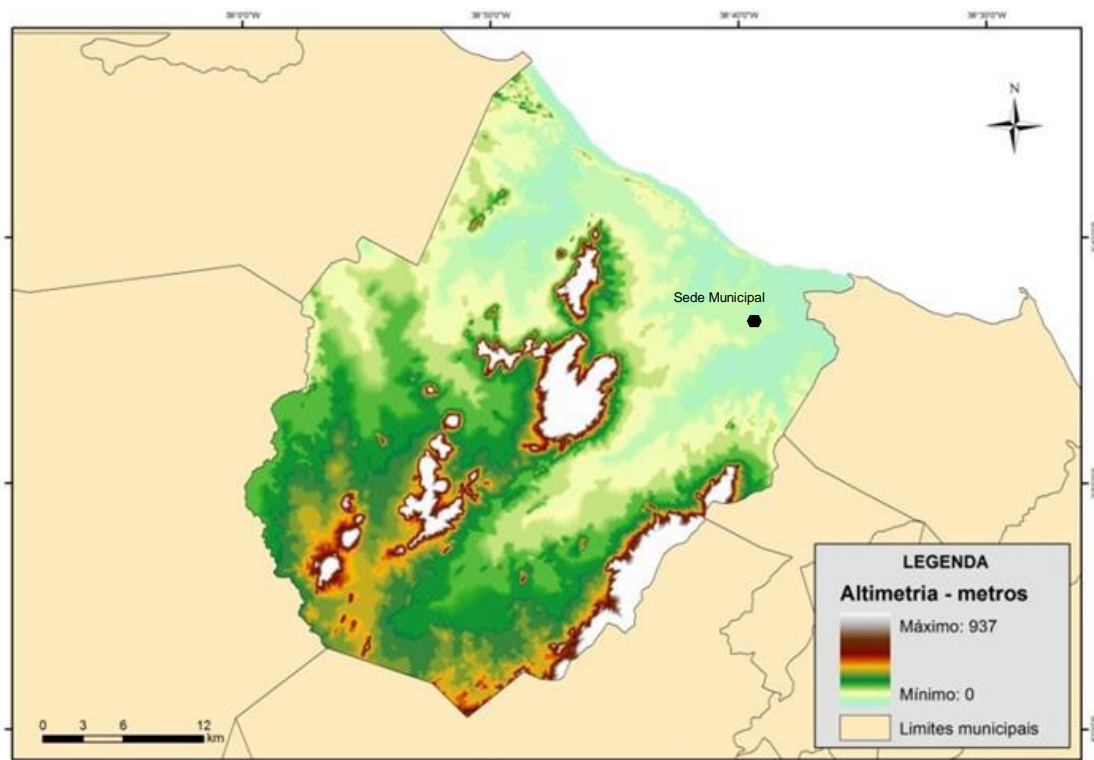 38°50'0"W
38°40'0"W
38°30'0"W
N
Sede Municipal
LEGENDA
Altimetria - metros
Máximo: 937
Mínimo: 0
Limites municipais
0 3 6 12
km